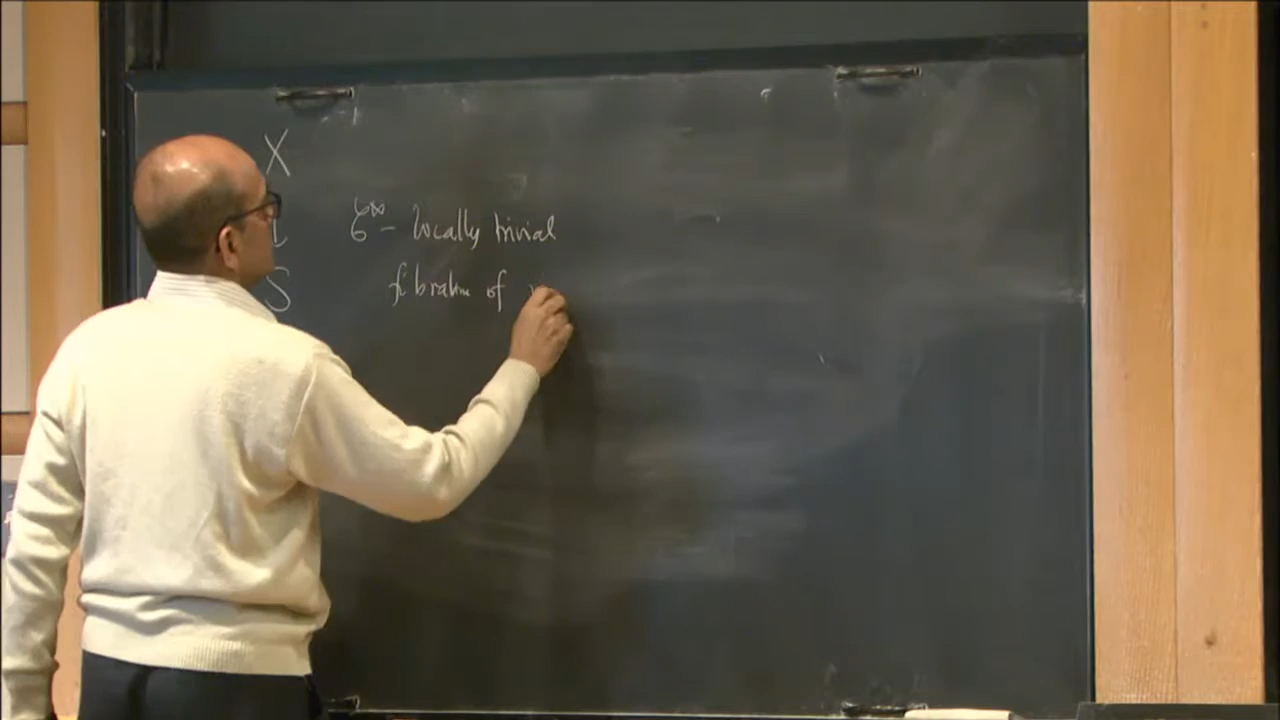 X
C∞ - locally trivial
S
fibration of